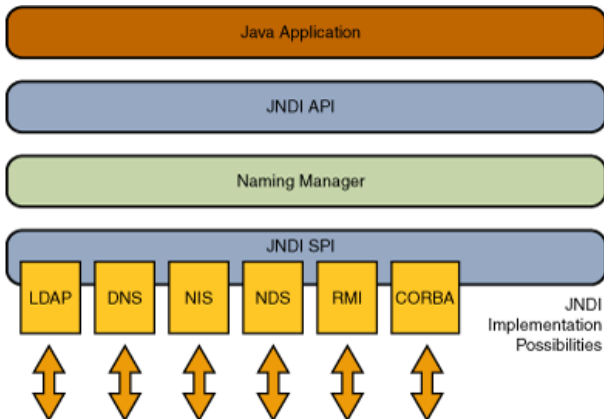 Java Application
JNDI API
Naming Manager
JNDI SPI
LDAP
DNS
NIS
NDS
RMI
CORBA
JNDI
Implementation
Possibilities